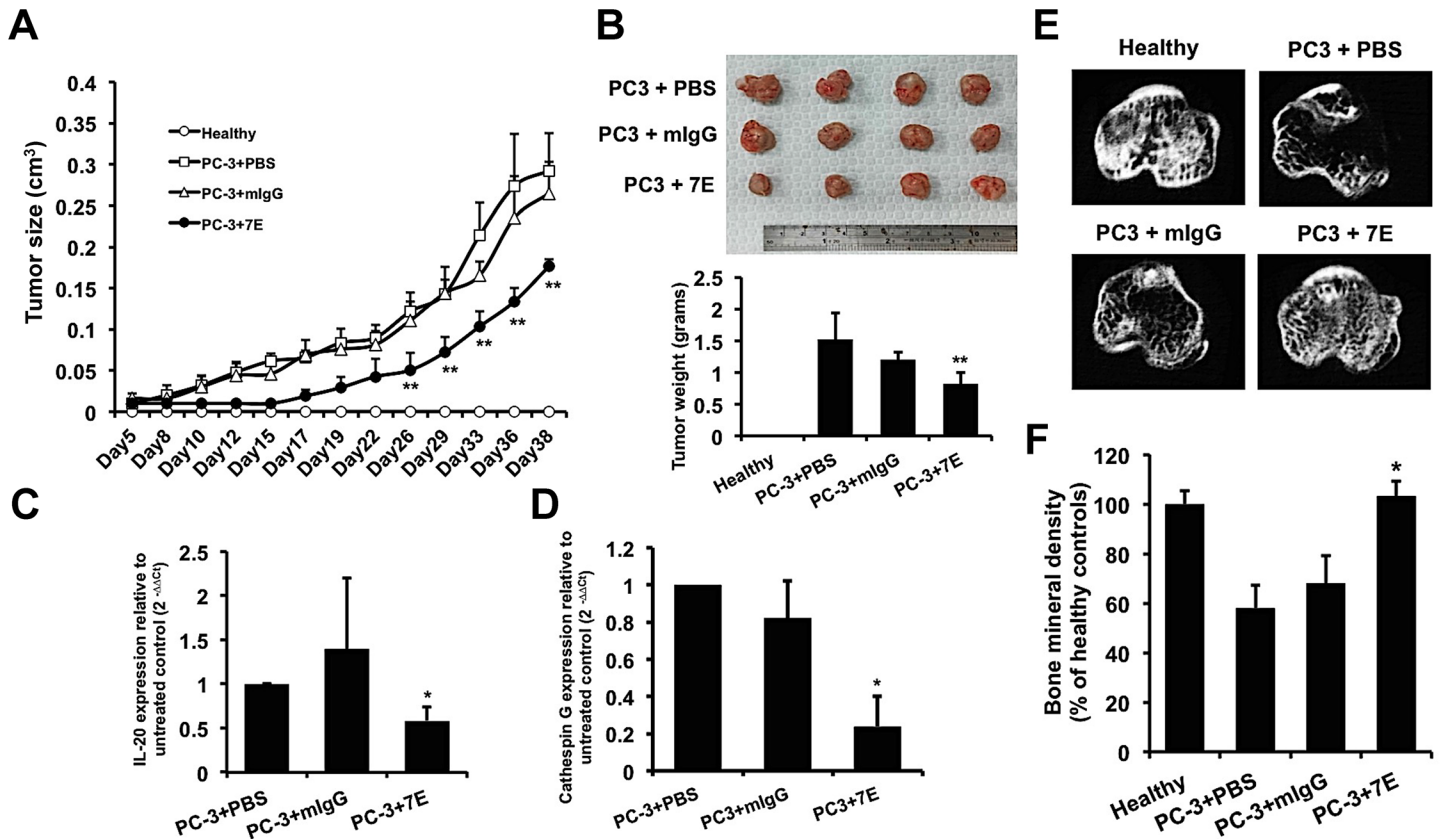 A
Tumor size (cm³)
0.4
0.35
0.3
0.25
0.2
0.15
0.1
0.05
0
Healthy
PC-3+PBS
PC-3+mIgG
PC-3+7E
**
**
**
**
**
Day5
Day8
Day10
Day12
Day15
Day17
Day19
Day22
Day26
Day29
Day33
Day36
Day38
B
PC3 + PBS
PC3 + mIgG
PC3 + 7E
Tumor weight (grams)
2.5
2
1.5
1
0.5
0
**
Healthy
PC-3+PBS
PC-3+mIgG
PC-3+7E
C
IL-20 expression relative to
untreated control (2 -ΔΔCt)
2.5
2
1.5
1
0.5
0
*
PC-3+PBS
PC-3+mIgG
PC-3+7E
D
Cathespin G expression relative to
untreated control (2 -ΔΔCt)
1.2
1
0.8
0.6
0.4
0.2
0
*
PC-3+PBS
PC3+mIgG
PC3+7E
E
Healthy
PC3 + PBS
PC3 + mIgG
PC3 + 7E
F
Bone mineral density
(% of healthy controls)
120
100
80
60
40
20
0
*
Healthy
PC-3+PBS
PC-3+mIgG
PC-3+7E